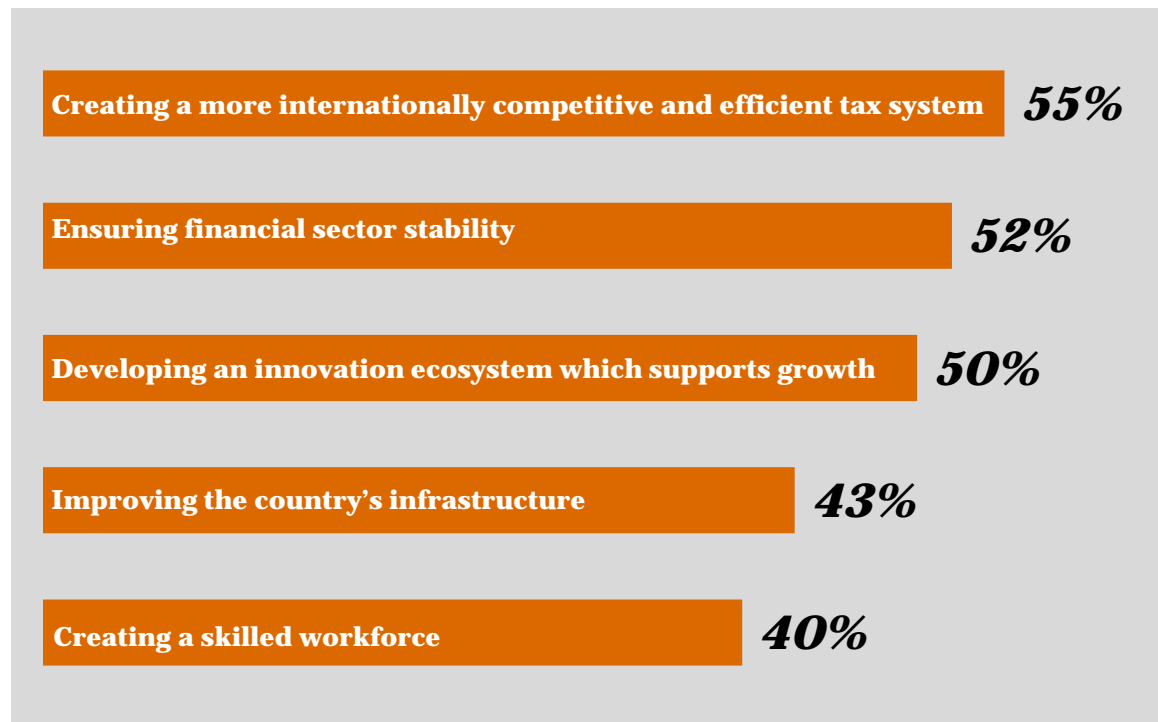 Creating a more internationally competitive and efficient tax system 55%
Ensuring financial sector stability 52%
Developing an innovation ecosystem which supports growth 50%
Improving the country’s infrastructure 43%
Creating a skilled workforce 40%